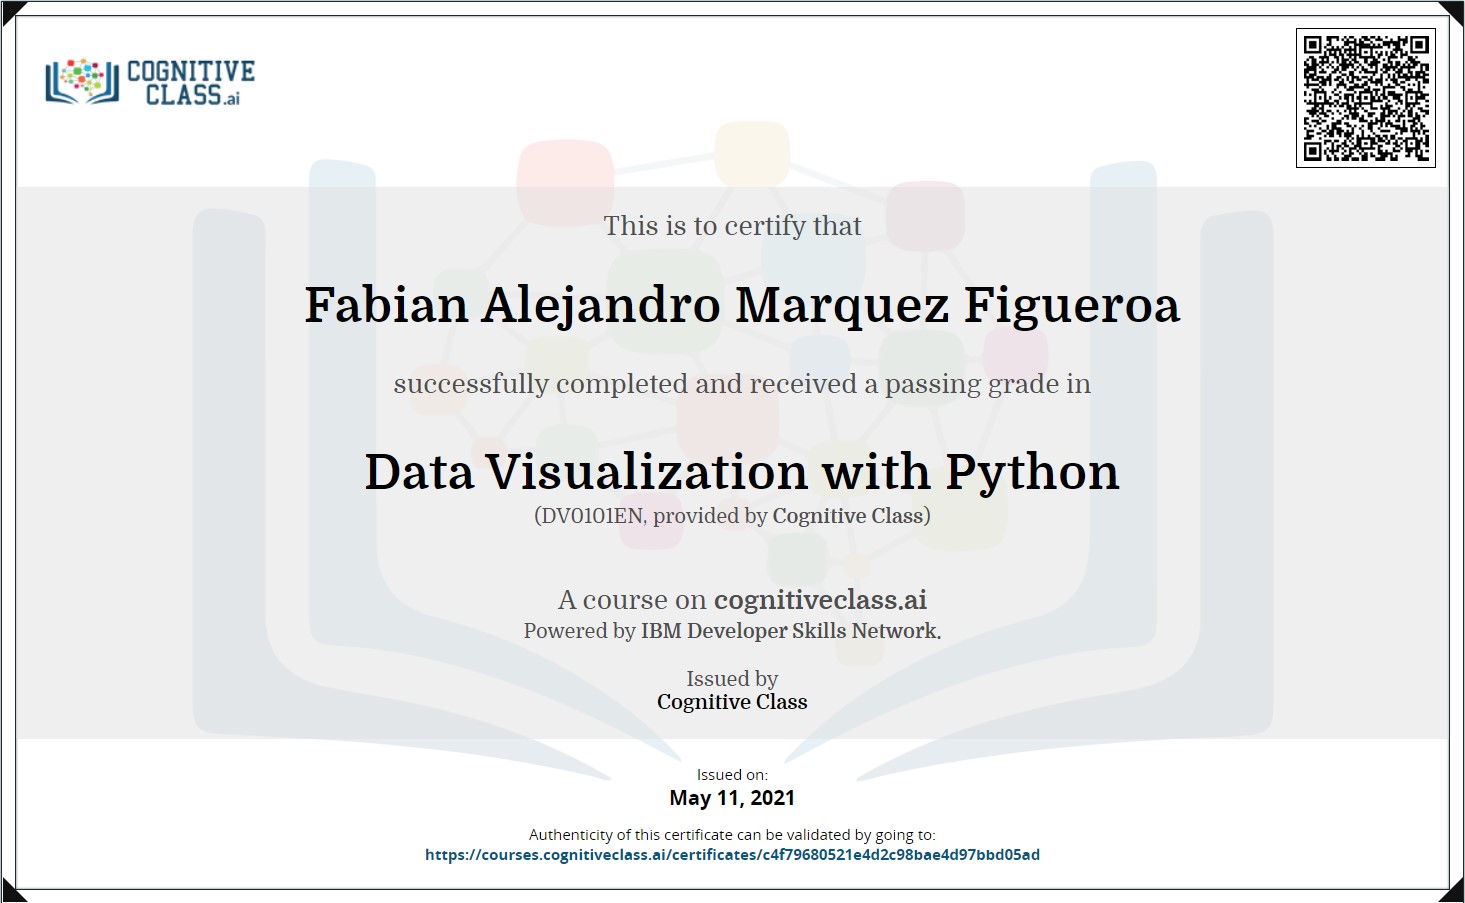 COGNITIVE
CLASS.ai
This is to certify that
Fabian Alejandro Marquez Figueroa
successfully completed and received a passing grade in
Data Visualization with Python
(DV0101EN, provided by Cognitive Class)
A course on cognitiveclass.ai
Powered by IBM Developer Skills Network.
Issued by
Cognitive Class
Issued on:
May 11, 2021
Authenticity of this certificate can be validated by going to:
https://courses.cognitiveclass.ai/certificates/c4f79680521e4d2c98bae4d97bbd05ad